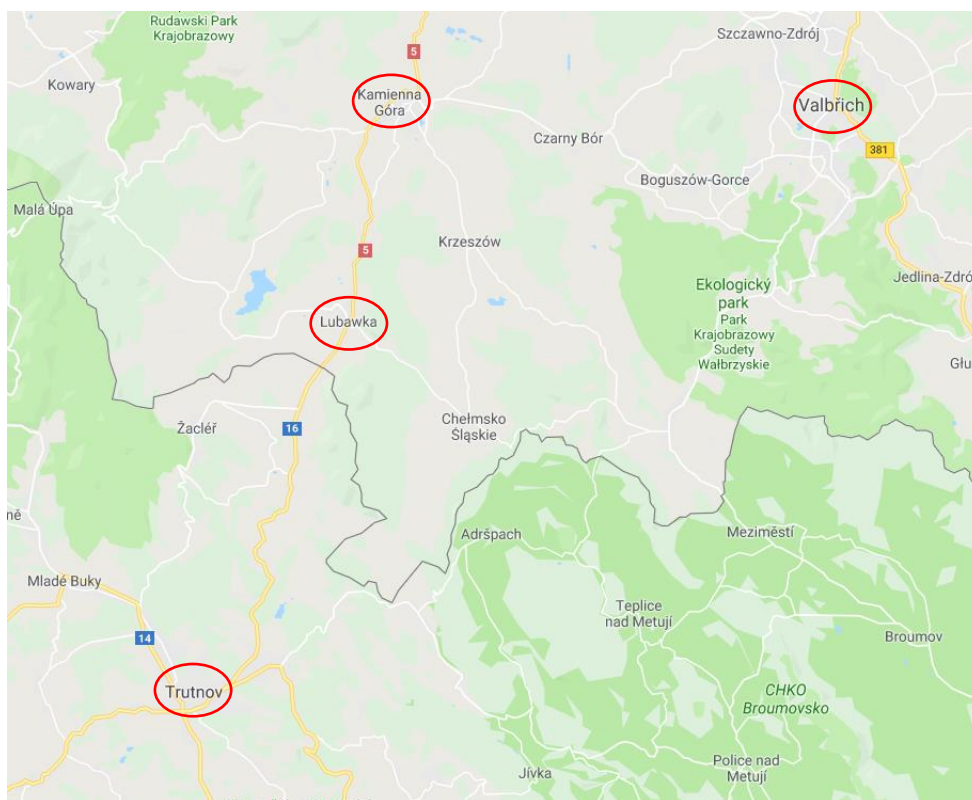 Rudawski Park
Krajobrazowy
Szczawno-Zdrój
5
Kowary
Kamienna
Góra
Valbřich
Czarny Bór
381
Boguszów-Gorce
Malá Úpa
Krzeszów
5
Jedlina-Zdró
Ekologický
park
Park
Krajobrazowy
Sudety
Wałbrzyskie
Lubawka
Głu
Chełmsko
Śląskie
Žacléř
16
ně
Adršpach
Meziměstí
Mladé Buky
Teplice
nad Metují
14
Broumov
Trutnov
CHKO
Broumovsko
Jívka
Police nad
Metují